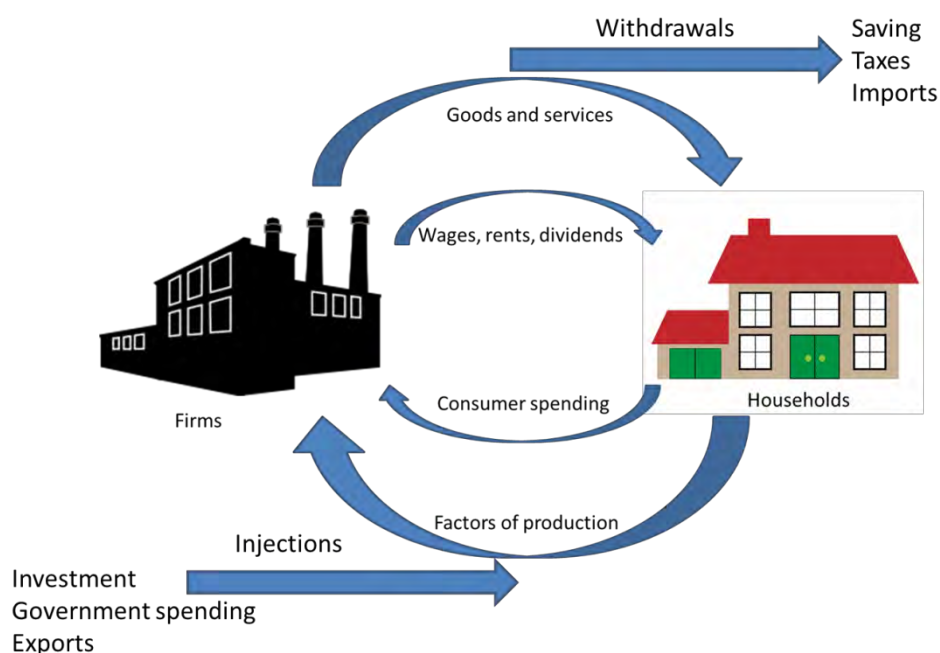 Withdrawals
Saving
Taxes
Imports
Goods and services
Wages, rents, dividends
Consumer spending
Households
Firms
Factors of production
Injections
Investment
Government spending
Exports